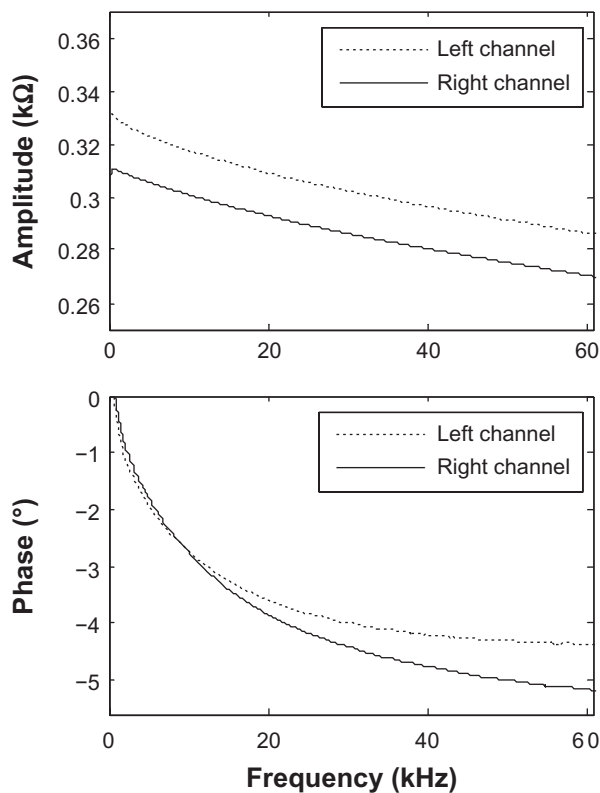 0.36
0.34
0.32
0.3
0.28
0.26
Amplitude (kΩ)
Left channel
Right channel
0 20 40 60
0
−1
−2
−3
−4
−5
Phase (°)
Left channel
Right channel
0 20 40 60
Frequency (kHz)